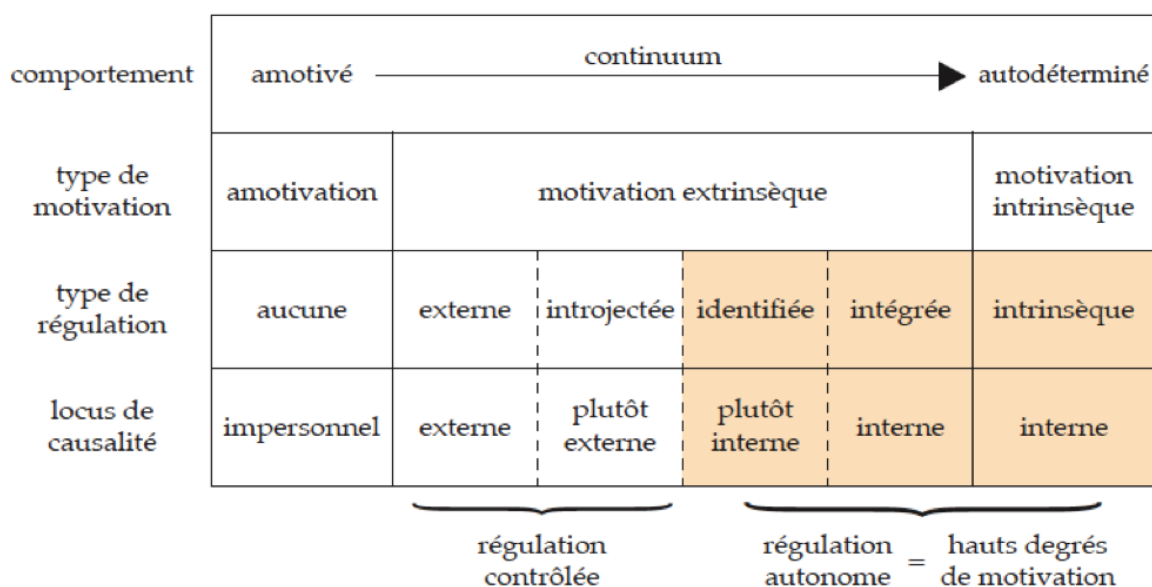 comportement amotivé continuum autodéterminé
type de motivation amotivation motivation extrinsèque motivation intrinsèque
type de régulation aucune externe introjectée identifiée intégrée intrinsèque
locus de causalité impersonnel externe plutôt externe plutôt interne interne interne
régulation contrôlée régulation autonome = hauts degrés de motivation